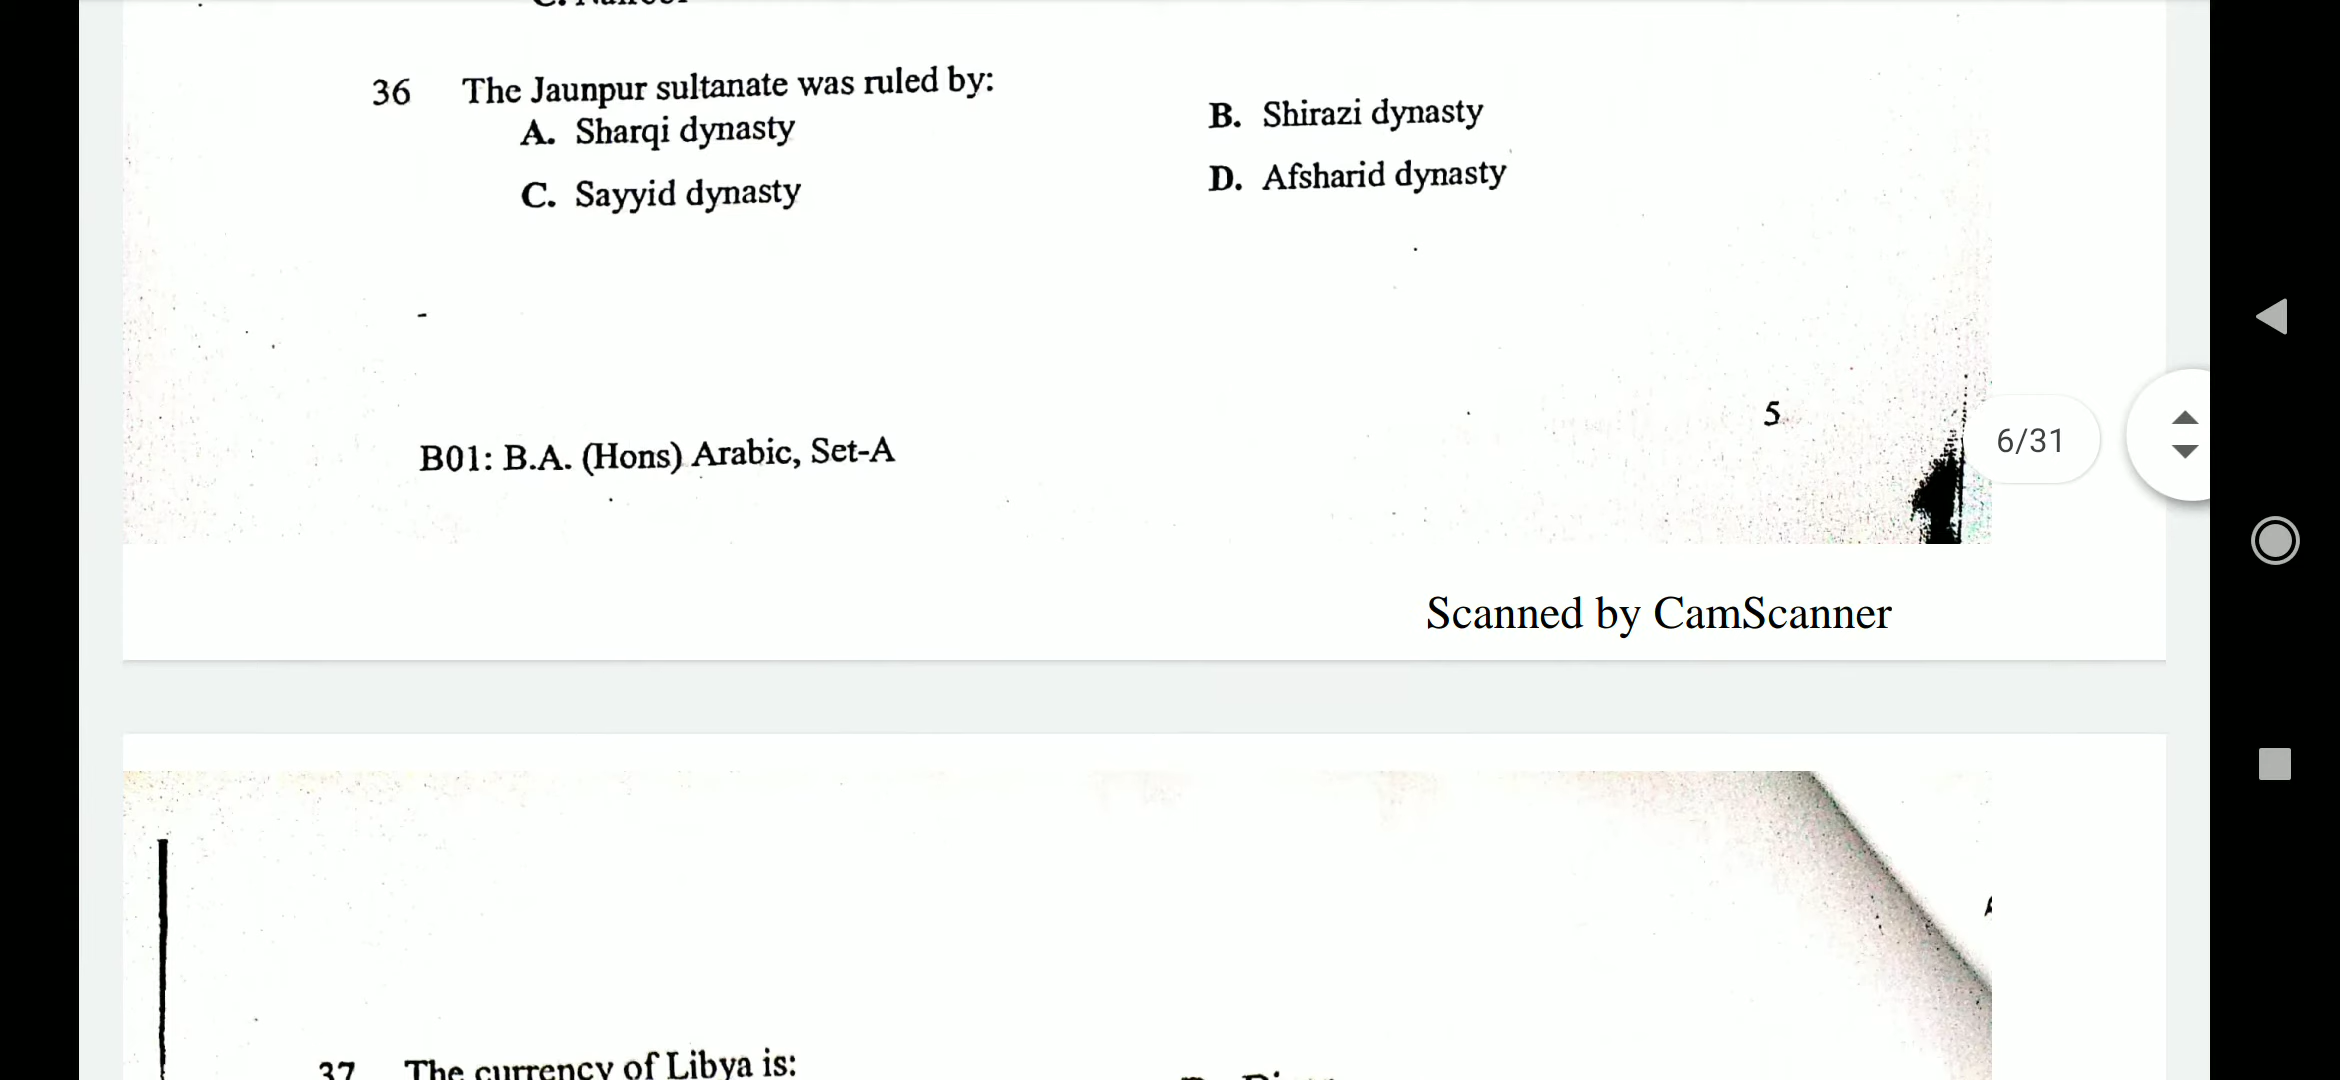 36 The Jaunpur sultanate was ruled by:
A. Sharqi dynasty
B. Shirazi dynasty
C. Sayyid dynasty
D. Afsharid dynasty
5
6/31
B01: B.A. (Hons) Arabic, Set-A
Scanned by CamScanner
37 The currency of Libya is: